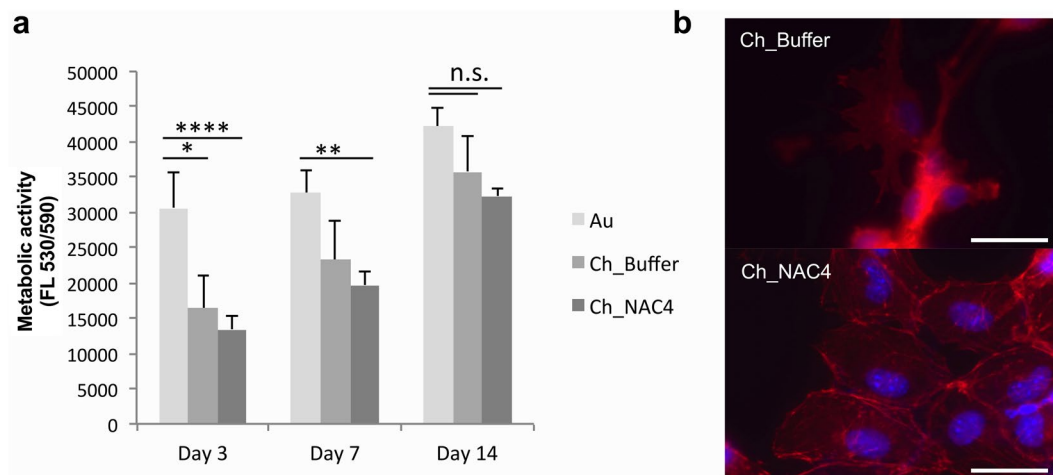 a
Metabolic activity
(FL 530/590)
50000
45000
40000
35000
30000
25000
20000
15000
10000
5000
0
****
*
**
n.s.
Day 3
Day 7
Day 14
Au
Ch_Buffer
Ch_NAC4
b
Ch_Buffer
Ch_NAC4